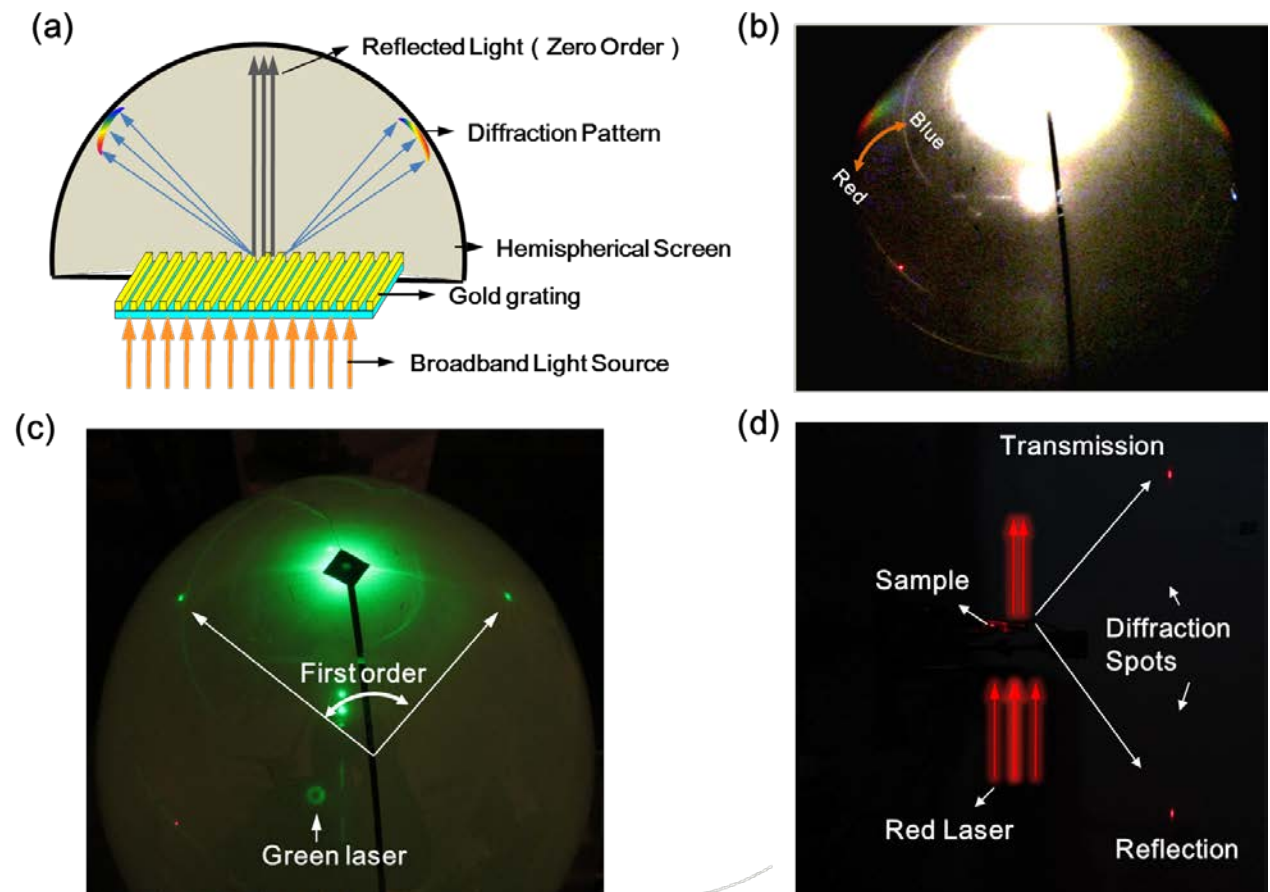 (a)
Reflected Light ( Zero Order )
Diffraction Pattern
Hemispherical Screen
Gold grating
Broadband Light Source
(b)
Blue
Red
(c)
First order
Green laser
(d)
Transmission
Sample
Diffraction
Spots
Red Laser
Reflection